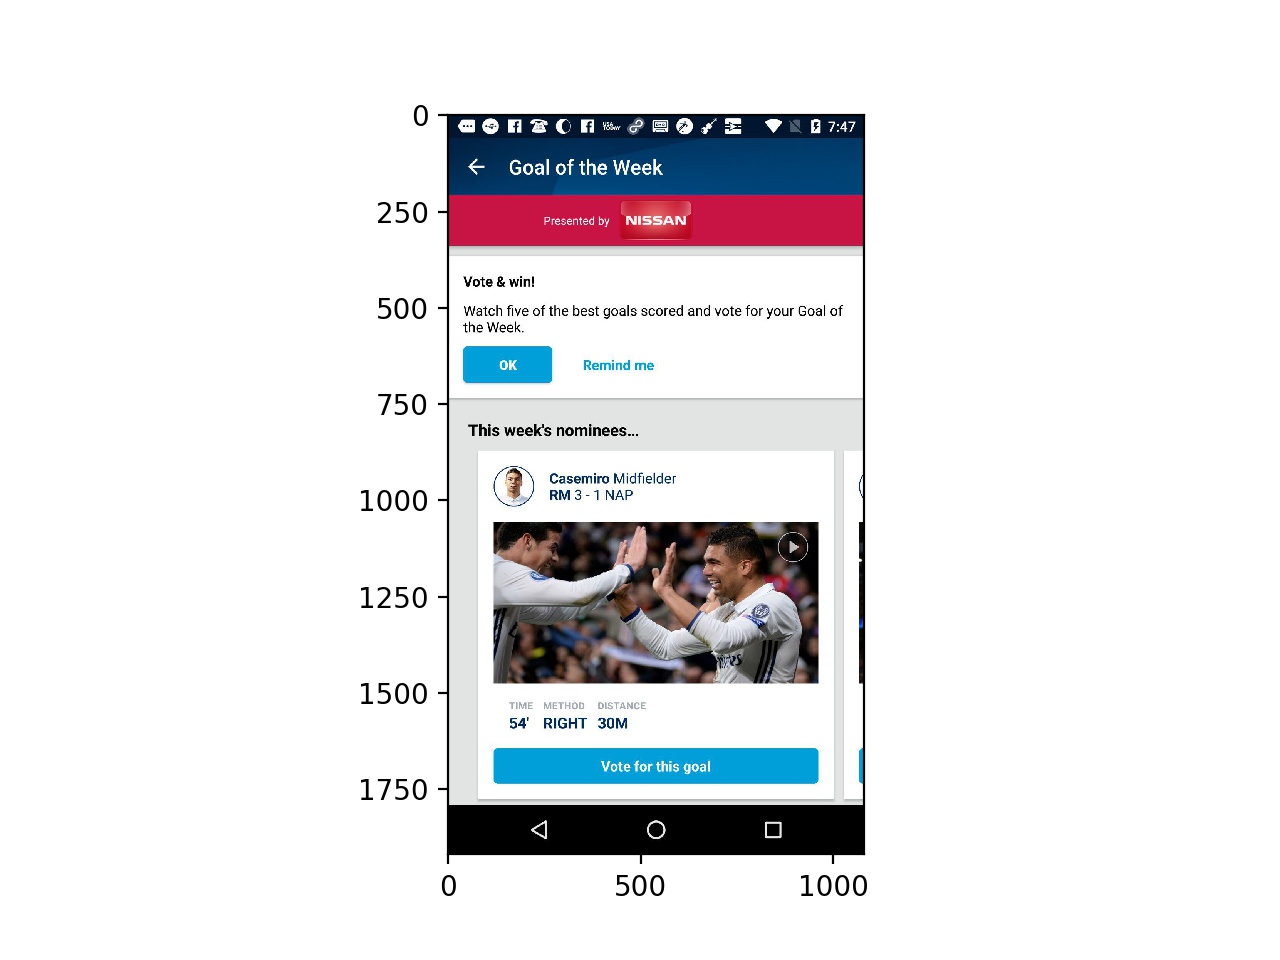 0
250
500
750
1000
1250
1500
1750
0
500
1000
USA TODAY
7:47
Goal of the Week
Presented by NISSAN
Vote & win!
Watch five of the best goals scored and vote for your Goal of
the Week.
OK
Remind me
This week's nominees...
Casemiro Midfielder
RM 3 - 1 NAP
TIME METHOD DISTANCE
54' RIGHT 30M
Vote for this goal